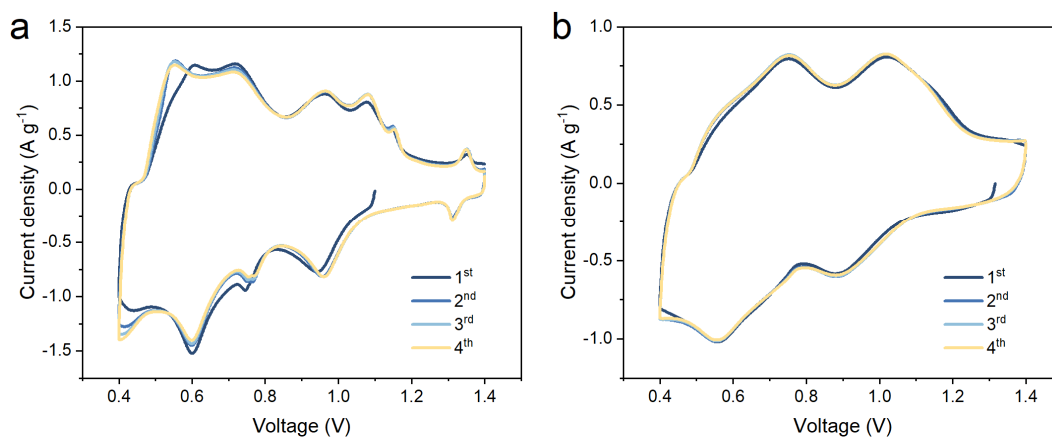 a
1.5
1.0
0.5
0.0
-0.5
-1.0
-1.5
Current density (A g⁻¹)
0.4 0.6 0.8 1.0 1.2 1.4
Voltage (V)
1st
2nd
3rd
4th
b
1.0
0.5
0.0
-0.5
-1.0
Current density (A g⁻¹)
0.4 0.6 0.8 1.0 1.2 1.4
Voltage (V)
1st
2nd
3rd
4th